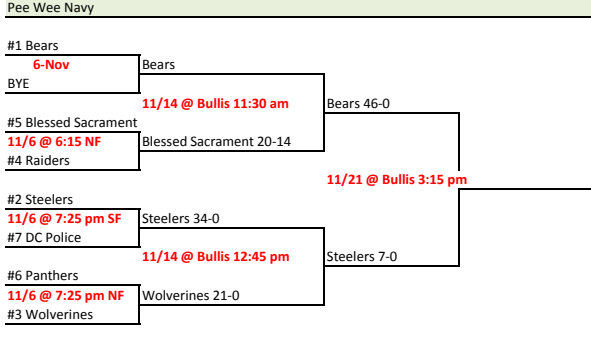 Pee Wee Navy
#1 Bears
6-Nov
Bears
BYE
11/14 @ Bullis 11:30 am
Bears 46-0
#5 Blessed Sacrament
11/6 @ 6:15 NF
Blessed Sacrament 20-14
#4 Raiders
11/21 @ Bullis 3:15 pm
#2 Steelers
11/6 @ 7:25 pm SF
Steelers 34-0
#7 DC Police
11/14 @ Bullis 12:45 pm
Steelers 7-0
#6 Panthers
11/6 @ 7:25 pm NF
Wolverines 21-0
#3 Wolverines